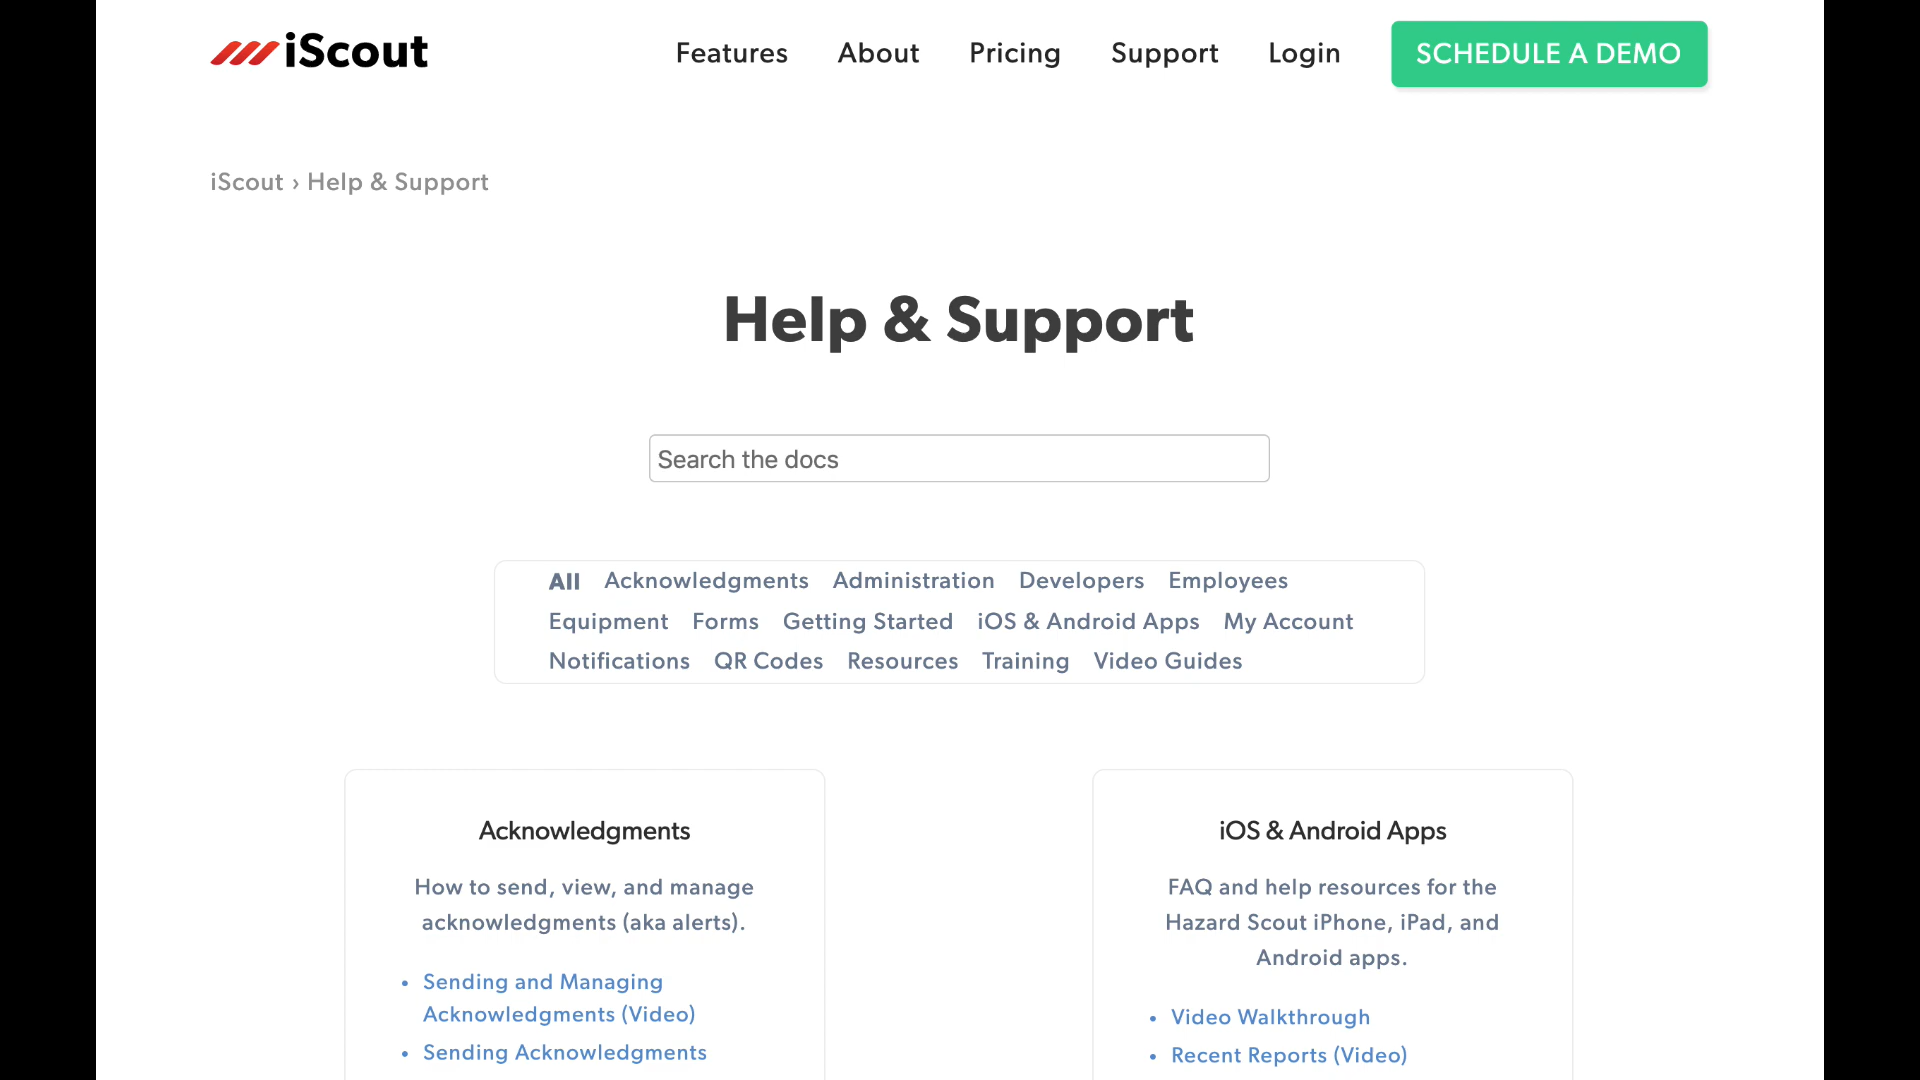 iScout
Features About Pricing Support Login SCHEDULE A DEMO
iScout › Help & Support
Help & Support
Search the docs
All Acknowledgments Administration Developers Employees
Equipment Forms Getting Started iOS & Android Apps My Account
Notifications QR Codes Resources Training Video Guides
Acknowledgments
How to send, view, and manage
acknowledgments (aka alerts).
• Sending and Managing
Acknowledgments (Video)
• Sending Acknowledgments
iOS & Android Apps
FAQ and help resources for the
Hazard Scout iPhone, iPad, and
Android apps.
• Video Walkthrough
• Recent Reports (Video)